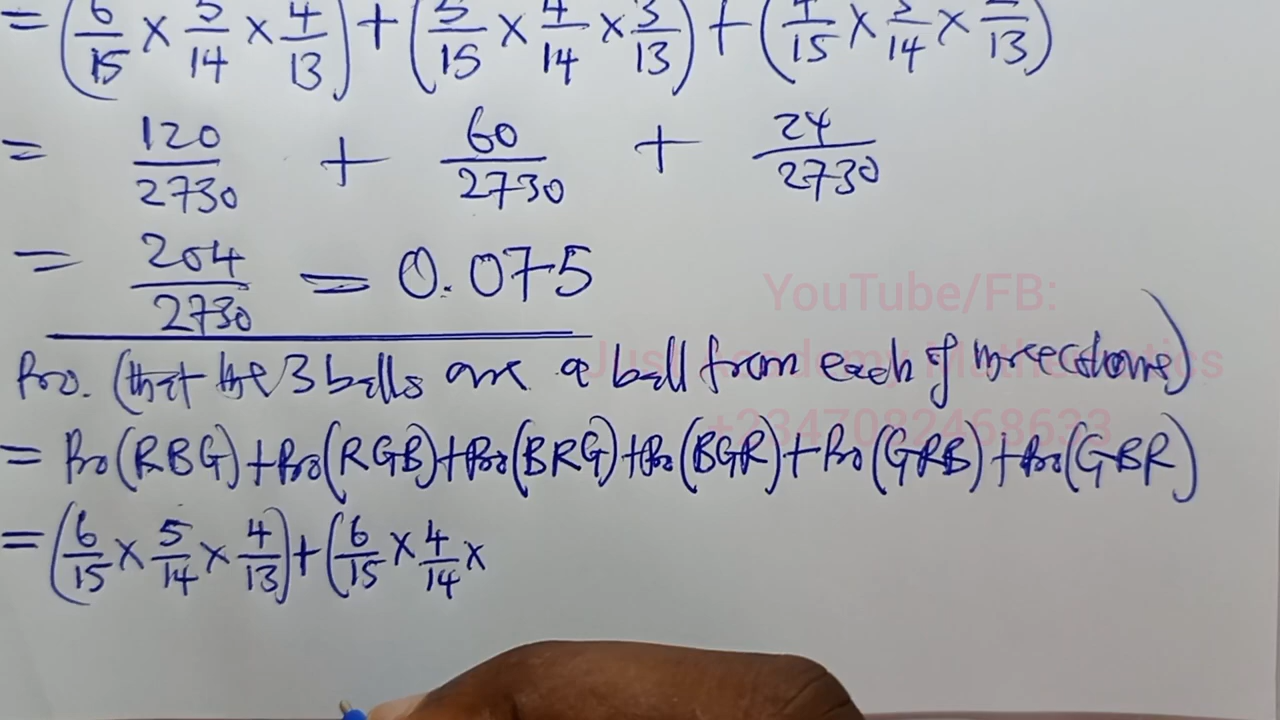 = (6/15 × 5/14 × 4/13) + (5/15 × 4/14 × 3/13) + (4/15 × 3/14 × 2/13)
= 120/2730 + 60/2730 + 24/2730
= 204/2730 = 0.075
YouTube/FB:
Pro. (that the 3 balls are a ball from each of three colours)
+2347082468633
= Pro(RBG) + Pro(RGB) + Pro(BRG) + Pro(BGR) + Pro(GRB) + Pro(GBR)
= (6/15 × 5/14 × 4/13) + (6/15 × 4/14 ×